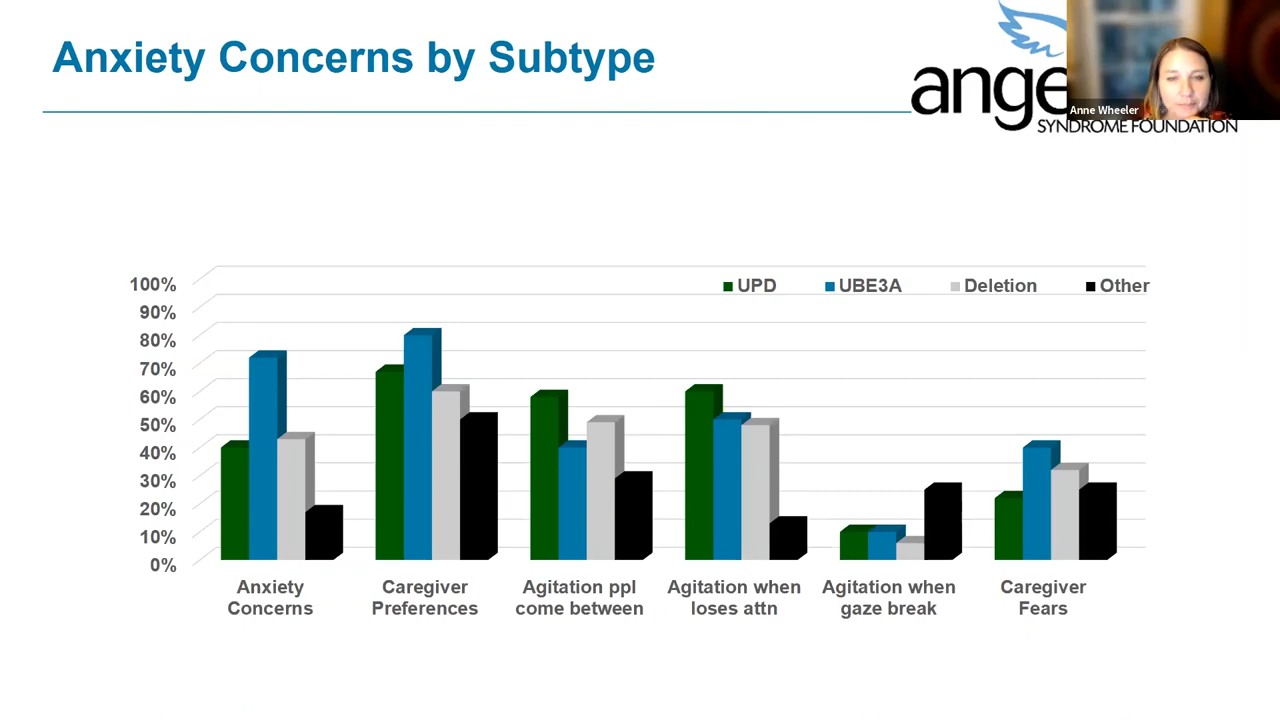 Anxiety Concerns by Subtype
ange
SYNDROME FOUNDATION
Anne Wheeler
UPD
UBE3A
Deletion
Other
100%
90%
80%
70%
60%
50%
40%
30%
20%
10%
0%
Anxiety
Concerns
Caregiver
Preferences
Agitation ppl
come between
Agitation when
loses attn
Agitation when
gaze break
Caregiver
Fears